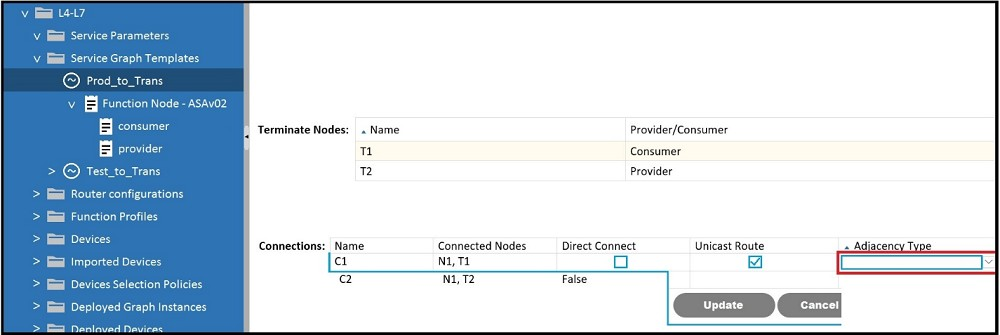 L4-L7
Service Parameters
Service Graph Templates
Prod_to_Trans
Function Node - ASAv02
consumer
provider
Test_to_Trans
Router configurations
Function Profiles
Devices
Imported Devices
Devices Selection Policies
Deployed Graph Instances
Deployed Devices
Terminate Nodes: Name Provider/Consumer
T1 Consumer
T2 Provider
Connections: Name Connected Nodes Direct Connect Unicast Route Adjacency Type
C1 N1, T1
C2 N1, T2 False
Update Cancel